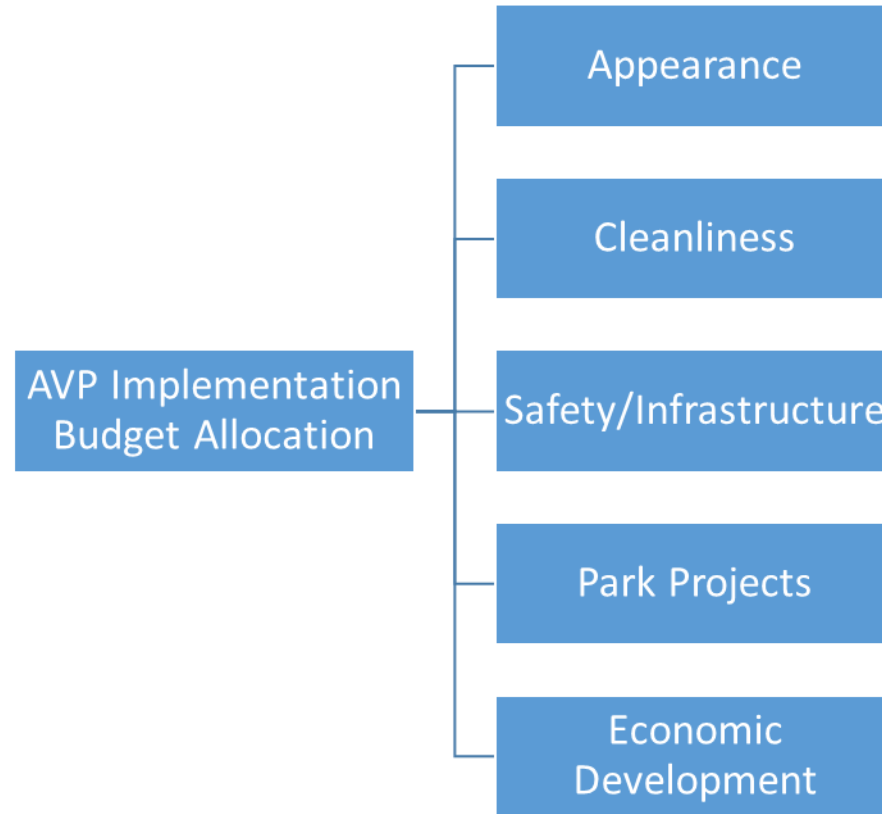 AVP Implementation
Budget Allocation
Appearance
Cleanliness
Safety/Infrastructure
Park Projects
Economic
Development